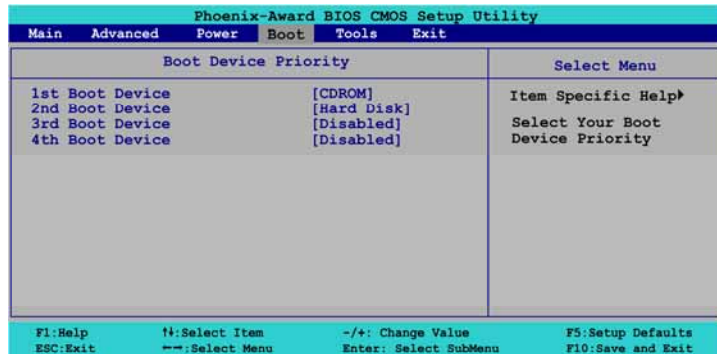 Phoenix-Award BIOS CMOS Setup Utility
Main Advanced Power Boot Tools Exit
Boot Device Priority
1st Boot Device [CDROM]
2nd Boot Device [Hard Disk]
3rd Boot Device [Disabled]
4th Boot Device [Disabled]
Select Menu
Item Specific Help▶
Select Your Boot
Device Priority
F1:Help ↑↓:Select Item -/+: Change Value F5:Setup Defaults
ESC:Exit ←→:Select Menu Enter: Select SubMenu F10:Save and Exit